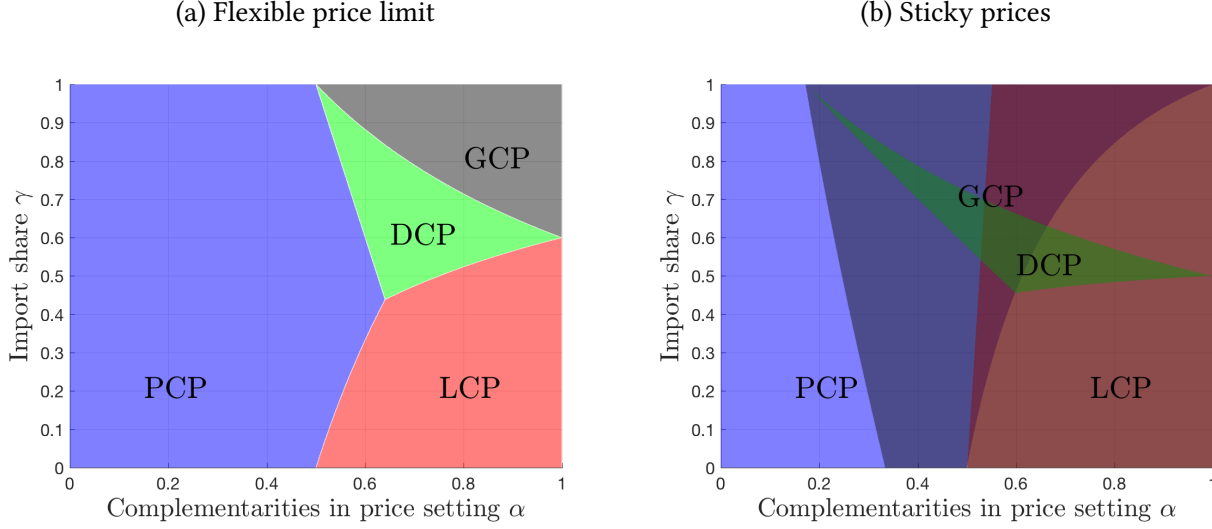 (a) Flexible price limit
1
0.9
0.8
0.7
0.6
0.5
0.4
0.3
0.2
0.1
0
Import share γ
GCP
DCP
PCP
LCP
0
0.2
0.4
0.6
0.8
1
Complementarities in price setting α
(b) Sticky prices
1
0.9
0.8
0.7
0.6
0.5
0.4
0.3
0.2
0.1
0
Import share γ
GCP
DCP
PCP
LCP
0
0.2
0.4
0.6
0.8
1
Complementarities in price setting α